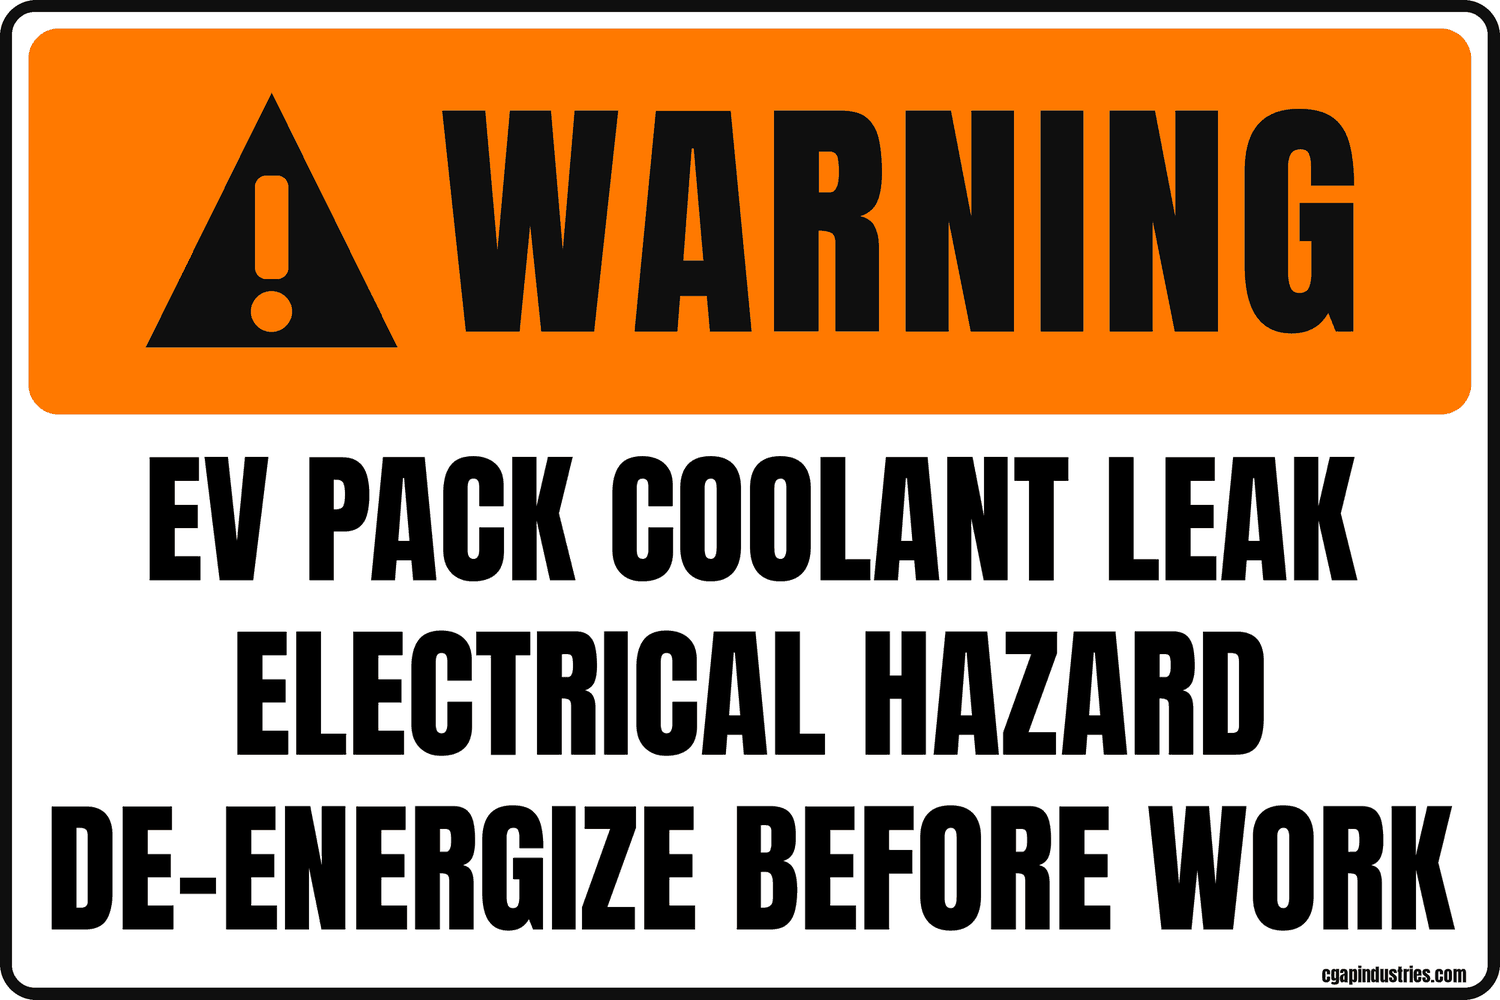 WARNING
EV PACK COOLANT LEAK
ELECTRICAL HAZARD
DE-ENERGIZE BEFORE WORK
cgapindustries.com